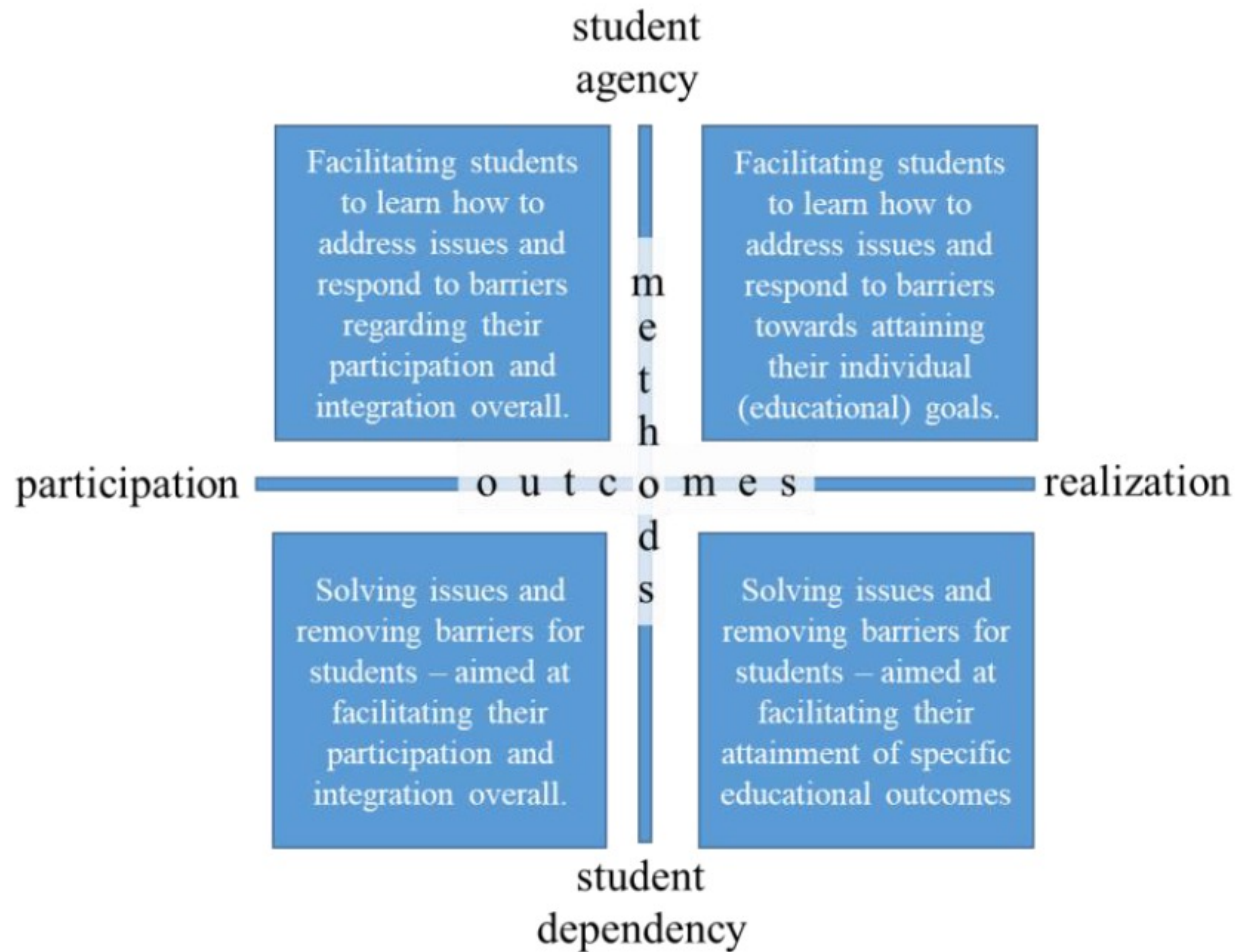 student
agency
Facilitating students
to learn how to
address issues and
respond to barriers
regarding their
participation and
integration overall.
Facilitating students
to learn how to
address issues and
respond to barriers
towards attaining
their individual
(educational) goals.
methods
participation
outcomes
realization
Solving issues and
removing barriers for
students – aimed at
facilitating their
participation and
integration overall.
Solving issues and
removing barriers for
students – aimed at
facilitating their
attainment of specific
educational outcomes
student
dependency